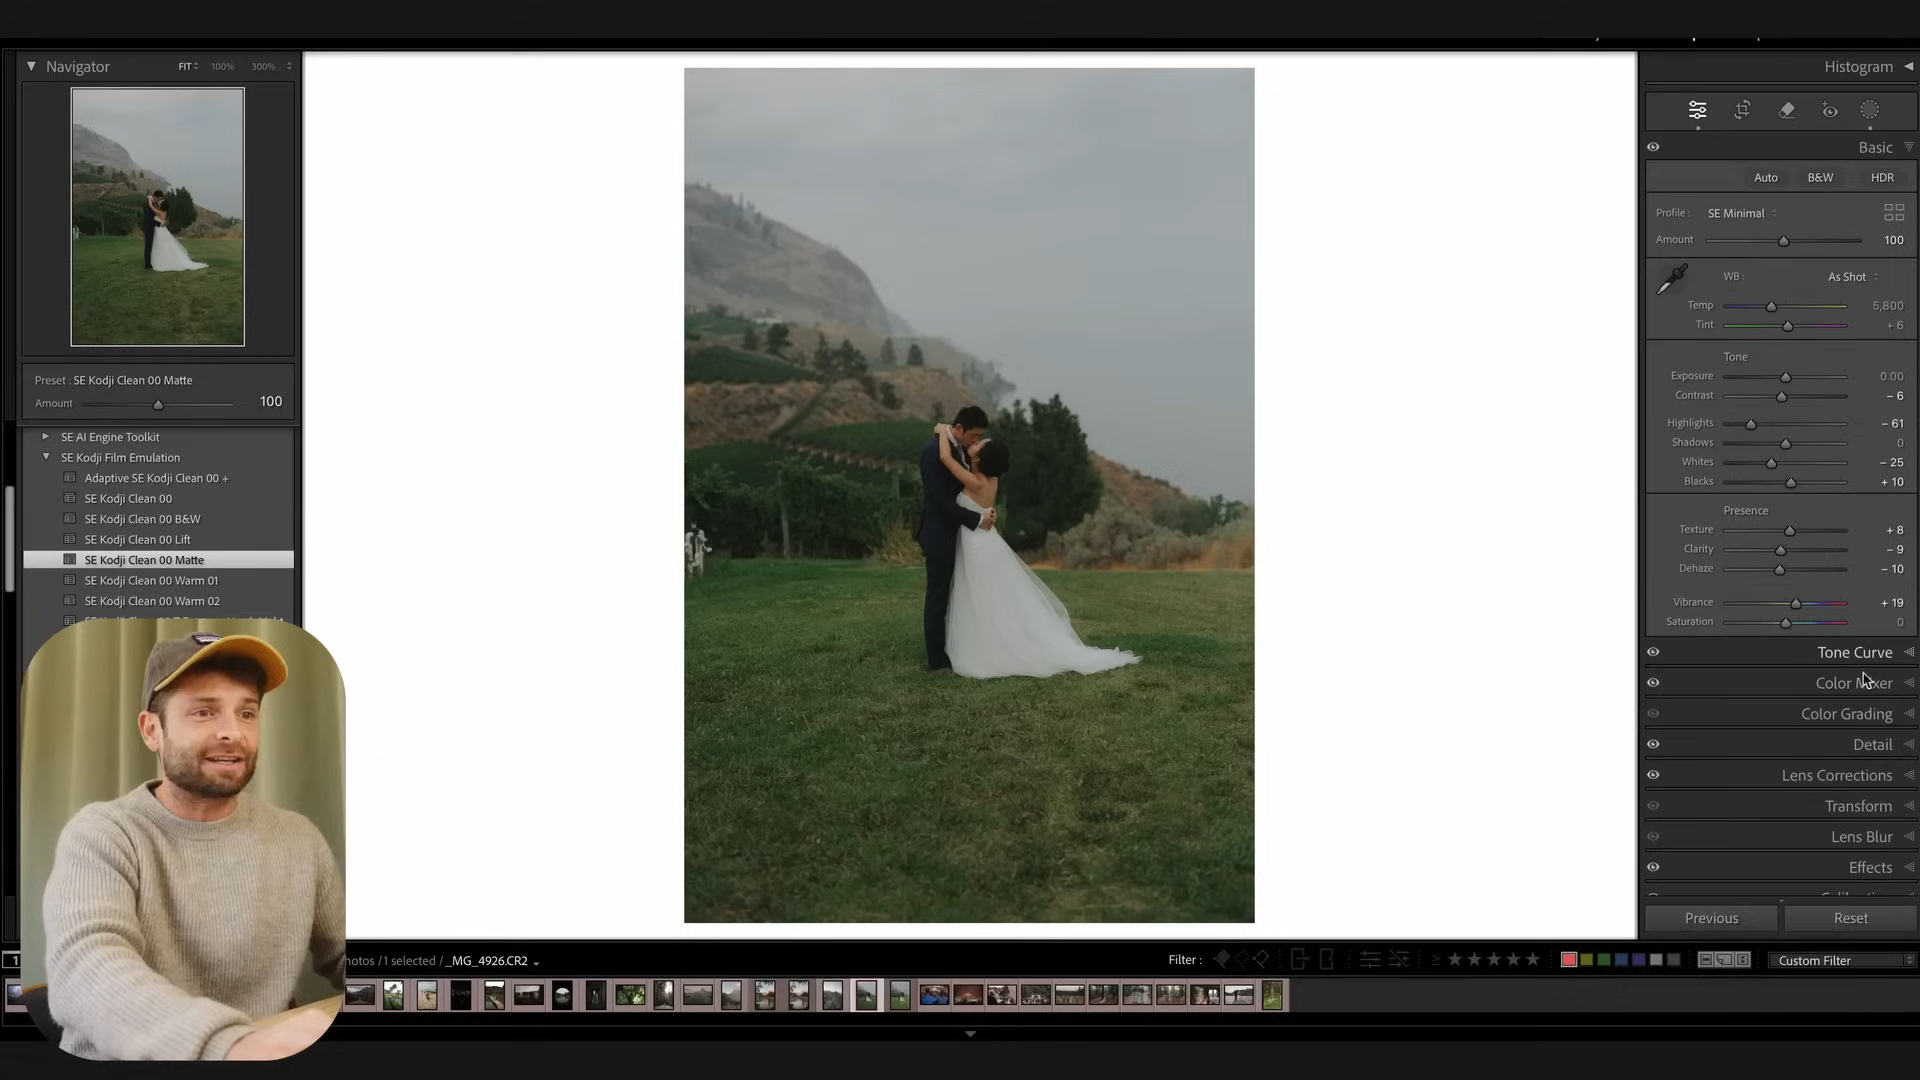 Navigator
FIT 100% 300%
Preset : SE Kodji Clean 00 Matte
Amount 100
SE AI Engine Toolkit
SE Kodji Film Emulation
Adaptive SE Kodji Clean 00 +
SE Kodji Clean 00
SE Kodji Clean 00 B&W
SE Kodji Clean 00 Lift
SE Kodji Clean 00 Matte
SE Kodji Clean 00 Warm 01
SE Kodji Clean 00 Warm 02
Histogram
Basic
Auto B&W HDR
Profile : SE Minimal
Amount 100
WB : As Shot
Temp 5,800
Tint + 6
Tone
Exposure 0.00
Contrast − 6
Highlights − 61
Shadows 0
Whites − 25
Blacks + 10
Presence
Texture + 8
Clarity − 9
Dehaze − 10
Vibrance + 19
Saturation 0
Tone Curve
Color Mixer
Color Grading
Detail
Lens Corrections
Transform
Lens Blur
Effects
Previous Reset
1 hotos / 1 selected / _MG_4926.CR2
Filter : Custom Filter